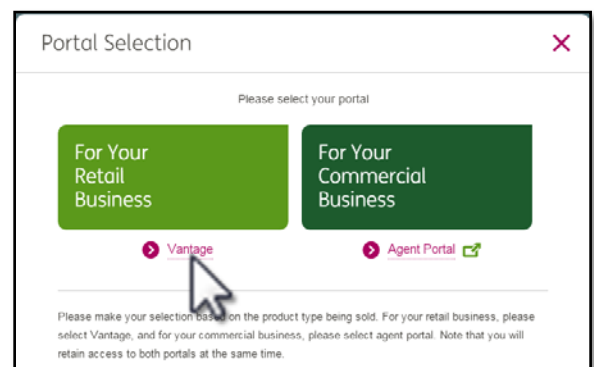 Portal Selection
Please select your portal
For Your
Retail
Business
For Your
Commercial
Business
Vantage
Agent Portal
Please make your selection based on the product type being sold. For your retail business, please
select Vantage, and for your commercial business, please select agent portal. Note that you will
retain access to both portals at the same time.